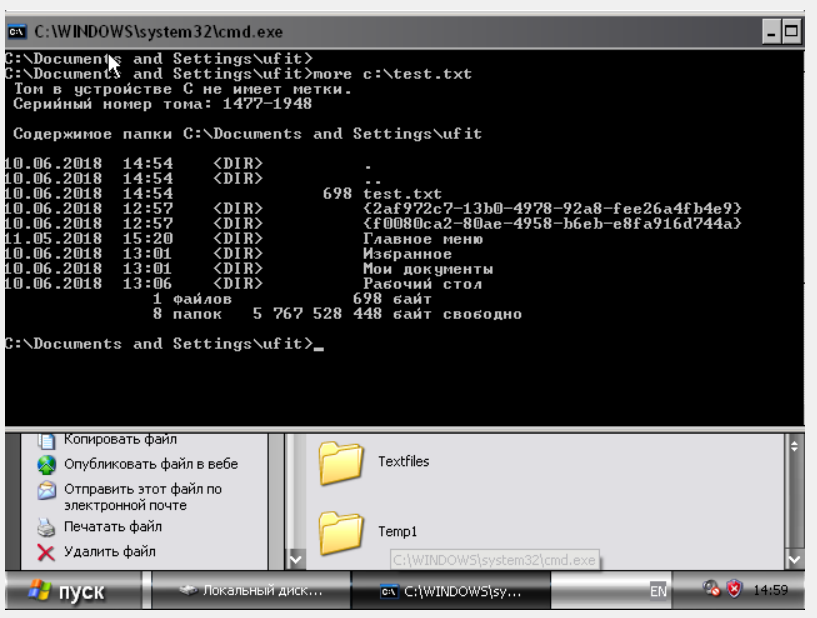 C:\WINDOWS\system32\cmd.exe
C:\Documents and Settings\ufit>
C:\Documents and Settings\ufit>more c:\test.txt
Том в устройстве C не имеет метки.
Серийный номер тома: 1477-1948
Содержимое папки C:\Documents and Settings\ufit
10.06.2018 14:54 <DIR> .
10.06.2018 14:54 <DIR> ..
10.06.2018 14:54 698 test.txt
10.06.2018 12:57 <DIR> {2af972c7-13b0-4978-92a8-fee26a4fb4e9}
10.06.2018 12:57 <DIR> {f0080ca2-80ae-4958-b6eb-e8fa916d744a}
11.05.2018 15:20 <DIR> Главное меню
10.06.2018 13:01 <DIR> Избранное
10.06.2018 13:01 <DIR> Мои документы
10.06.2018 13:06 <DIR> Рабочий стол
1 файлов 698 байт
8 папок 5 767 528 448 байт свободно
C:\Documents and Settings\ufit>_
Копировать файл
Опубликовать файл в вебе
Отправить этот файл по
электронной почте
Печатать файл
Удалить файл
Textfiles
Temp1
C:\WINDOWS\system32\cmd.exe
пуск
Локальный диск...
C:\WINDOWS\sy...
EN
14:59